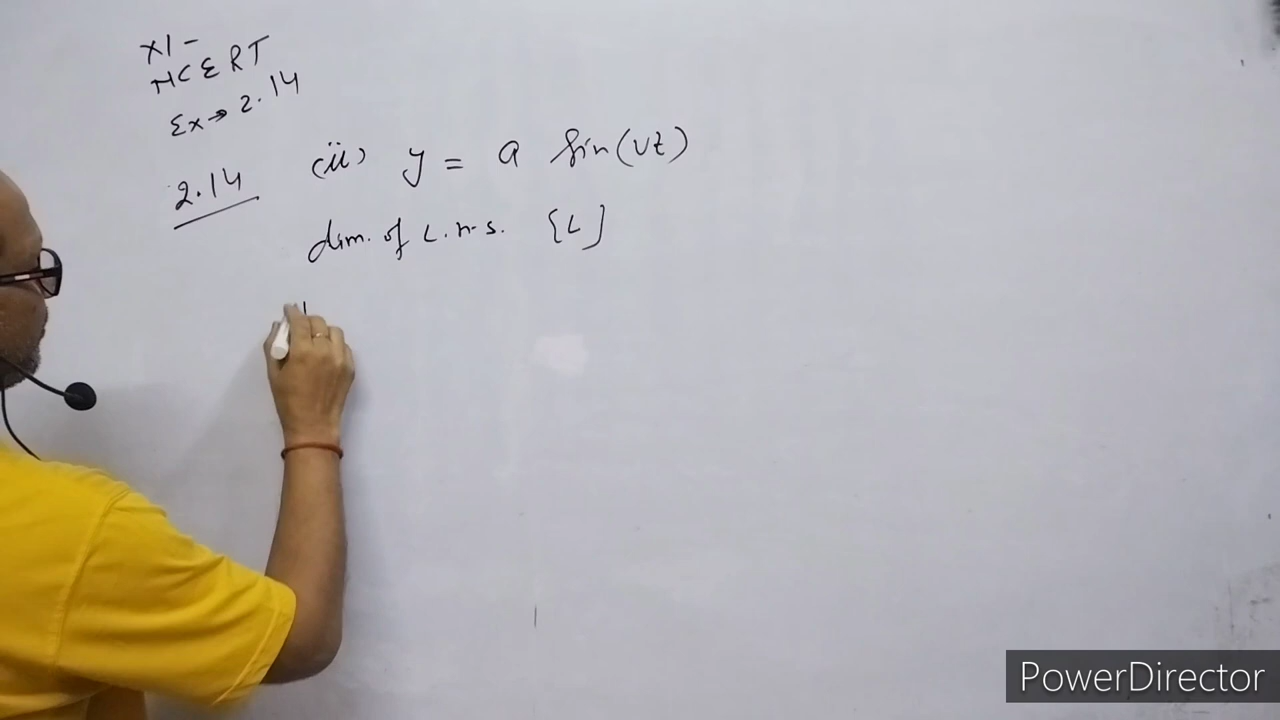 XI -
NCERT
Ex → 2.14
2.14 (ii) y = a sin(vt)
dim. of L.h.s. [L]
PowerDirector